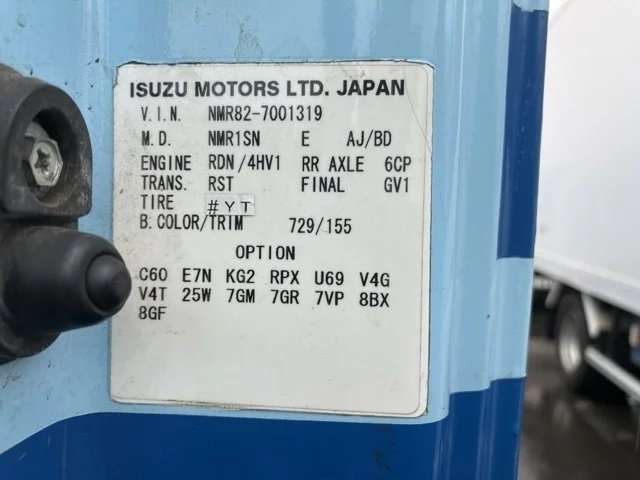 ISUZU MOTORS LTD. JAPAN
V.I.N. NMR82-7001319
M.D. NMR1SN E AJ/BD
ENGINE RDN/4HV1 RR AXLE 6CP
TRANS. RST FINAL GV1
TIRE #YT
B.COLOR/TRIM 729/155
OPTION
C60 E7N KG2 RPX U69 V4G
V4T 25W 7GM 7GR 7VP 8BX
8GF